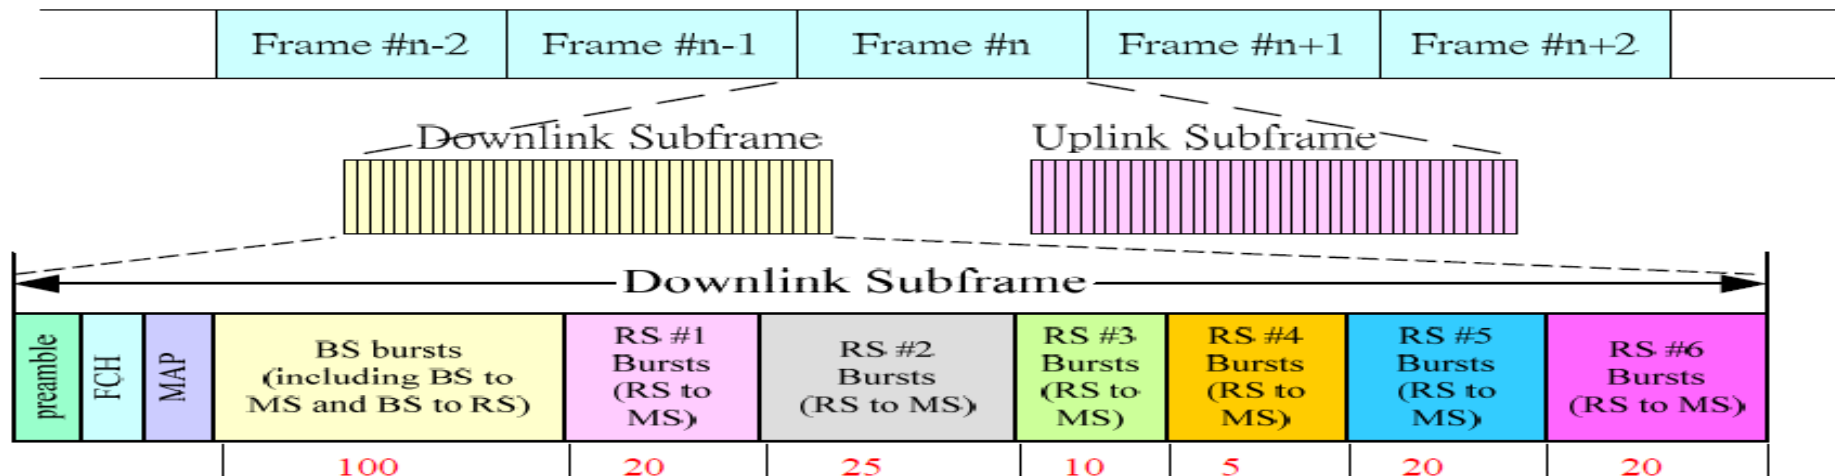 Frame #n-2 Frame #n-1 Frame #n Frame #n+1 Frame #n+2
Downlink Subframe Uplink Subframe
Downlink Subframe
preamble
FCH
MAP
BS bursts
(including BS to
MS and BS to RS)
RS #1
Bursts
(RS to
MS)
RS #2
Bursts
(RS to MS)
RS #3
Bursts
(RS to
MS)
RS #4
Bursts
(RS to
MS)
RS #5
Bursts
(RS to
MS)
RS #6
Bursts
(RS to MS)
100 20 25 10 5 20 20